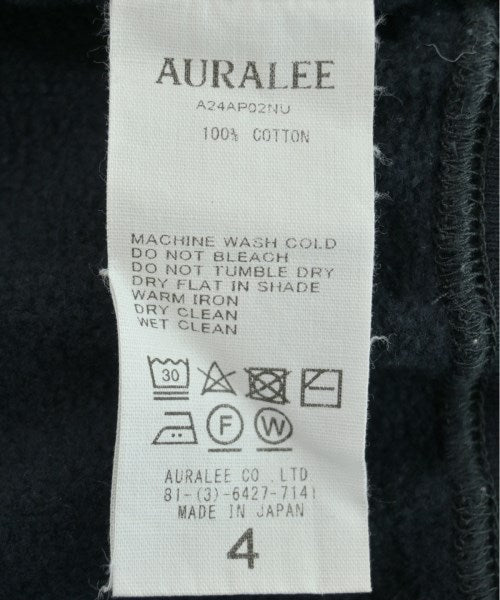 AURALEE
A24AP02NU
100% COTTON
MACHINE WASH COLD
DO NOT BLEACH
DO NOT TUMBLE DRY
DRY FLAT IN SHADE
WARM IRON
DRY CLEAN
WET CLEAN
30
F W
AURALEE CO.,LTD
81-(3)-6427-7141
MADE IN JAPAN
4